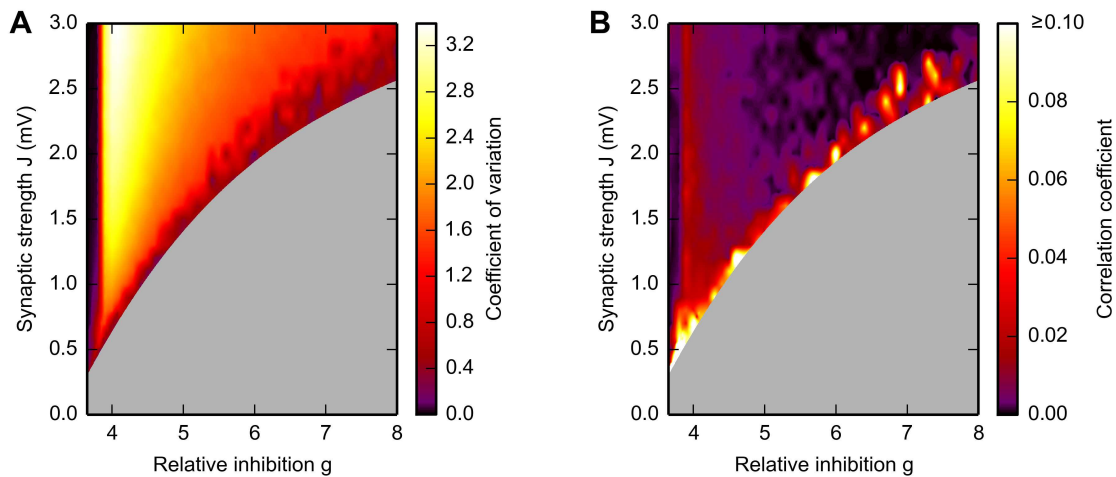 A
3.0
2.5
2.0
1.5
1.0
0.5
0.0
Synaptic strength J (mV)
4 5 6 7 8
Relative inhibition g
3.2
2.8
2.4
2.0
1.6
1.2
0.8
0.4
0.0
Coefficient of variation
B
3.0
2.5
2.0
1.5
1.0
0.5
0.0
Synaptic strength J (mV)
4 5 6 7 8
Relative inhibition g
≥0.10
0.08
0.06
0.04
0.02
0.00
Correlation coefficient